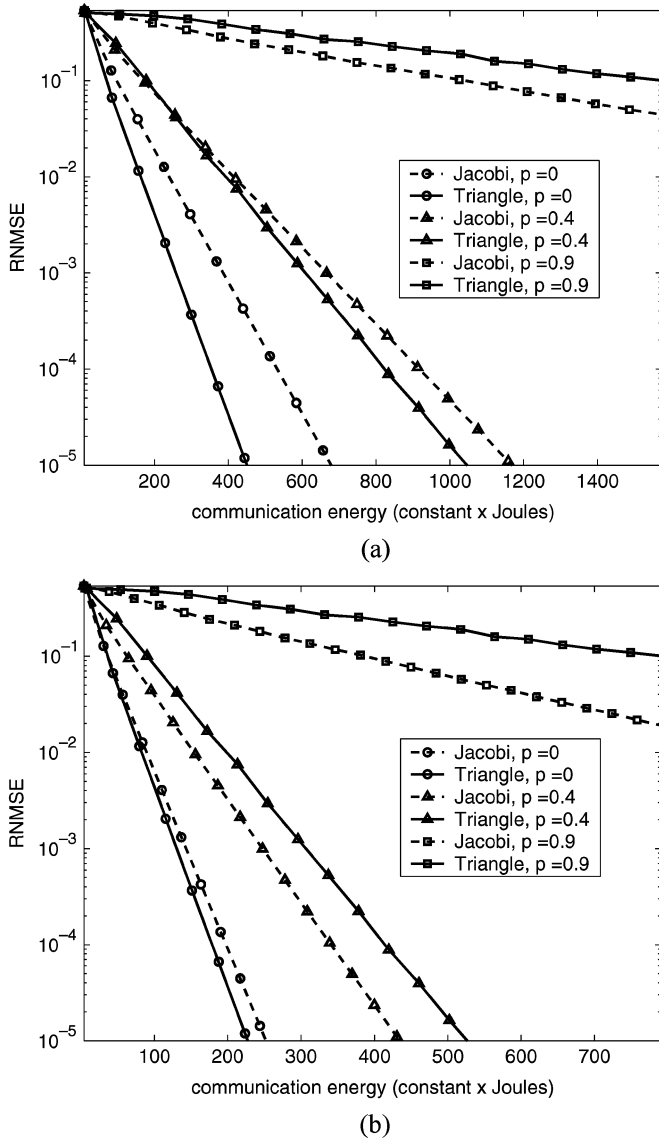 10⁻¹
10⁻²
10⁻³
10⁻⁴
10⁻⁵
RNMSE
Jacobi, p =0
Triangle, p =0
Jacobi, p =0.4
Triangle, p =0.4
Jacobi, p =0.9
Triangle, p =0.9
200 400 600 800 1000 1200 1400
communication energy (constant x Joules)
(a)
10⁻¹
10⁻²
10⁻³
10⁻⁴
10⁻⁵
RNMSE
Jacobi, p =0
Triangle, p =0
Jacobi, p =0.4
Triangle, p =0.4
Jacobi, p =0.9
Triangle, p =0.9
100 200 300 400 500 600 700
communication energy (constant x Joules)
(b)